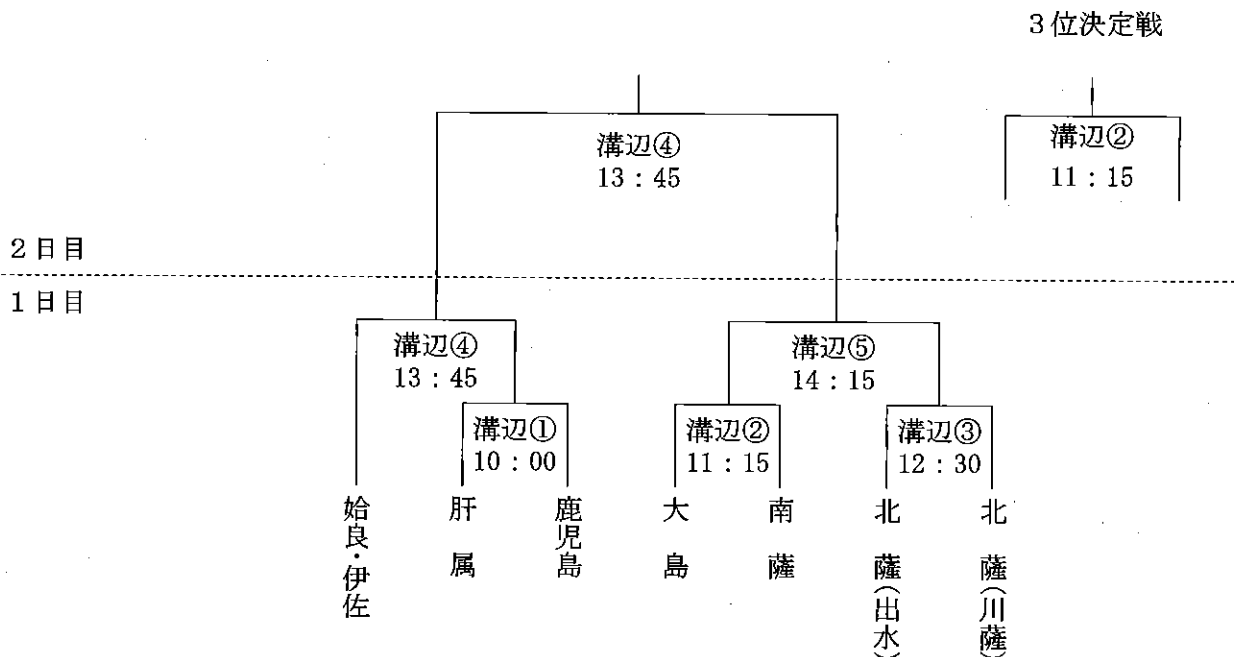 3位決定戦
溝辺④
13：45
溝辺②
11：15
2日目
1日目
溝辺④
13：45
溝辺⑤
14：15
溝辺①
10：00
溝辺②
11：15
溝辺③
12：30
姶良・伊佐
肝属
鹿児島
大島
南薩
北薩（出水）
北薩（川薩）